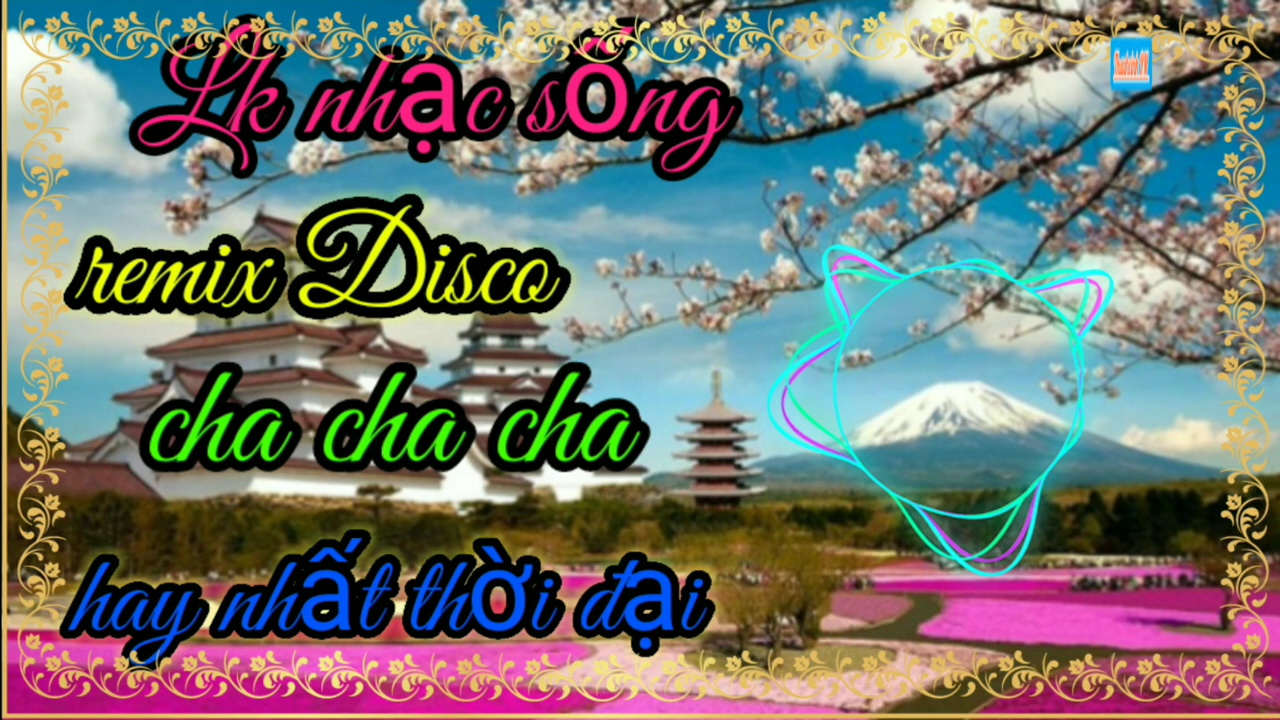 Lk nhạc sống
remix Disco
cha cha cha
hay nhất thời đại